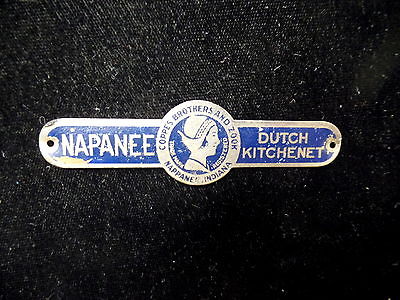 NAPANEE
COPPES BROTHERS AND ZOOK
NAPPANEE, INDIANA
DUTCH
KITCHENET